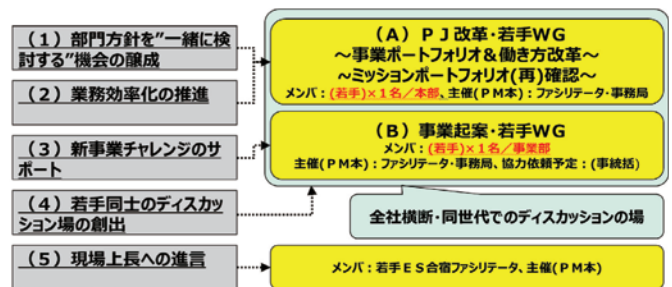 （1）部門方針を”一緒に検
討する”機会の醸成
（2）業務効率化の推進
（3）新事業チャレンジのサ
ポート
（4）若手同士のディスカッ
ション場の創出
（5）現場上長への進言
（A）ＰＪ改革・若手WG
～事業ポートフォリオ＆働き方改革～
～ミッションポートフォリオ(再)確認～
メンバ：(若手)×１名／本部、主催(ＰＭ本)：ファシリテータ・事務局
（B）事業起案・若手WG
メンバ：(若手)×１名／事業部
主催(ＰＭ本)：ファシリテータ・事務局、協力依頼予定：(事統括)
全社横断・同世代でのディスカッションの場
メンバ：若手ＥＳ合宿ファシリテータ、主催(ＰＭ本)